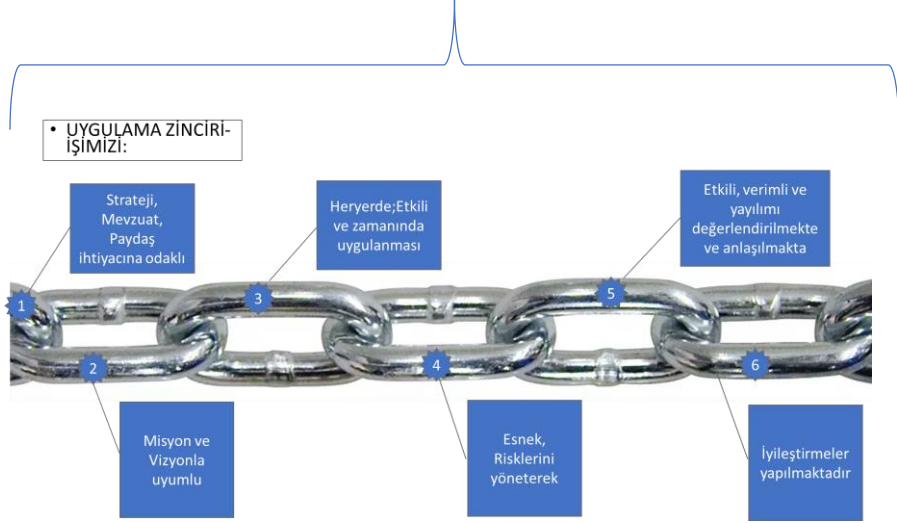 • UYGULAMA ZİNCİRİ-
İŞİMİZİ:
Strateji,
Mevzuat,
Paydaş
ihtiyacına odaklı
Heryerde;Etkili
ve zamanında
uygulanması
Etkili, verimli ve
yayılımı
değerlendirilmekte
ve anlaşılmakta
1
3
5
2
4
6
Misyon ve
Vizyonla
uyumlu
Esnek,
Risklerini
yöneterek
İyileştirmeler
yapılmaktadır